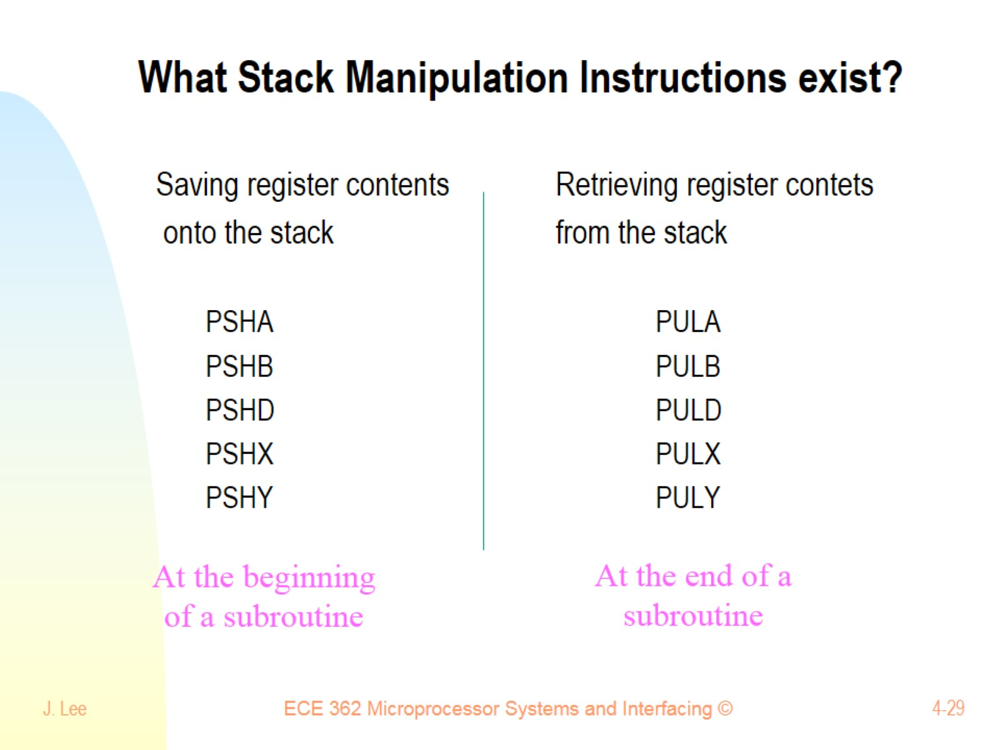 What Stack Manipulation Instructions exist?
Saving register contents
onto the stack
PSHA
PSHB
PSHD
PSHX
PSHY
At the beginning
of a subroutine
Retrieving register contets
from the stack
PULA
PULB
PULD
PULX
PULY
At the end of a
subroutine
J. Lee
ECE 362 Microprocessor Systems and Interfacing ©
4-29